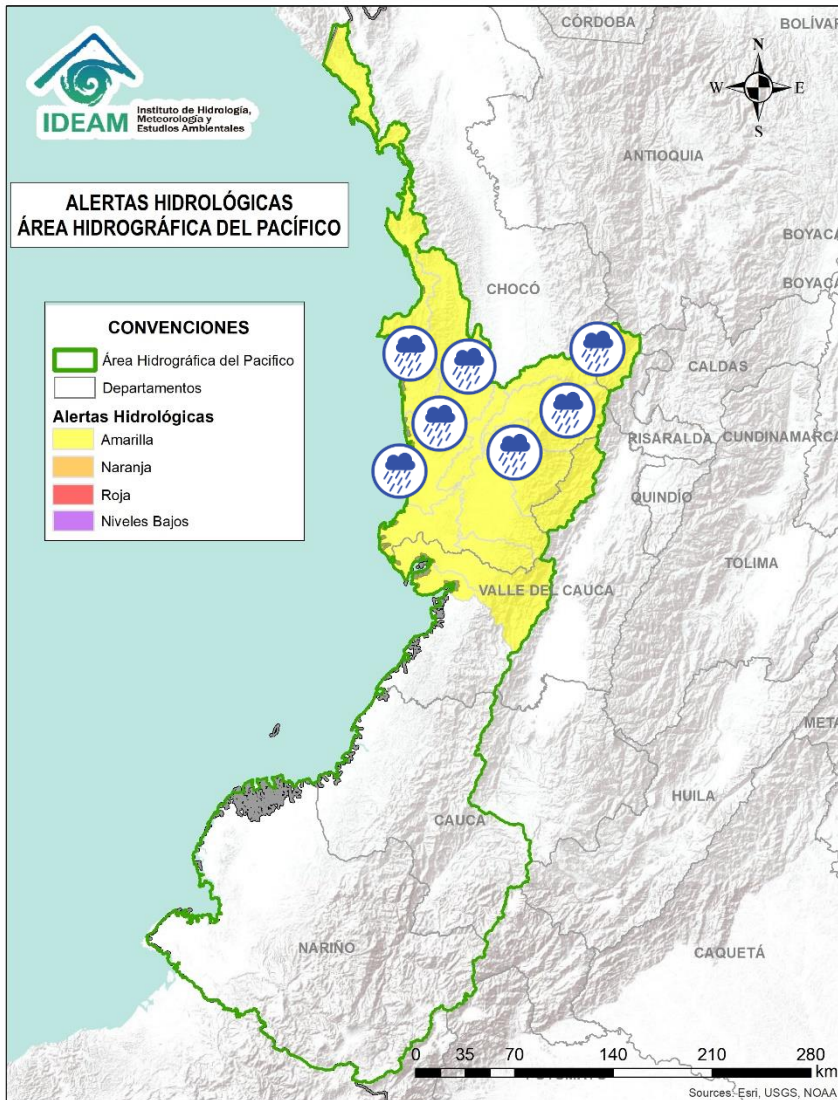 IDEAM
Instituto de Hidrología,
Meteorología y
Estudios Ambientales
ALERTAS HIDROLÓGICAS
ÁREA HIDROGRÁFICA DEL PACÍFICO
CONVENCIONES
Área Hidrográfica del Pacifico
Departamentos
Alertas Hidrológicas
Amarilla
Naranja
Roja
Niveles Bajos
N
W
E
S
CÓRDOBA
BOLÍVAR
ANTIOQUIA
BOYACÁ
CHOCÓ
BOYACÁ
CALDAS
RISARALDA
CUNDINAMARCA
QUINDÍO
TOLIMA
VALLE DEL CAUCA
META
HUILA
CAUCA
NARIÑO
CAQUETÁ
0 35 70 140 210 280
km
Sources: Esri, USGS, NOAA